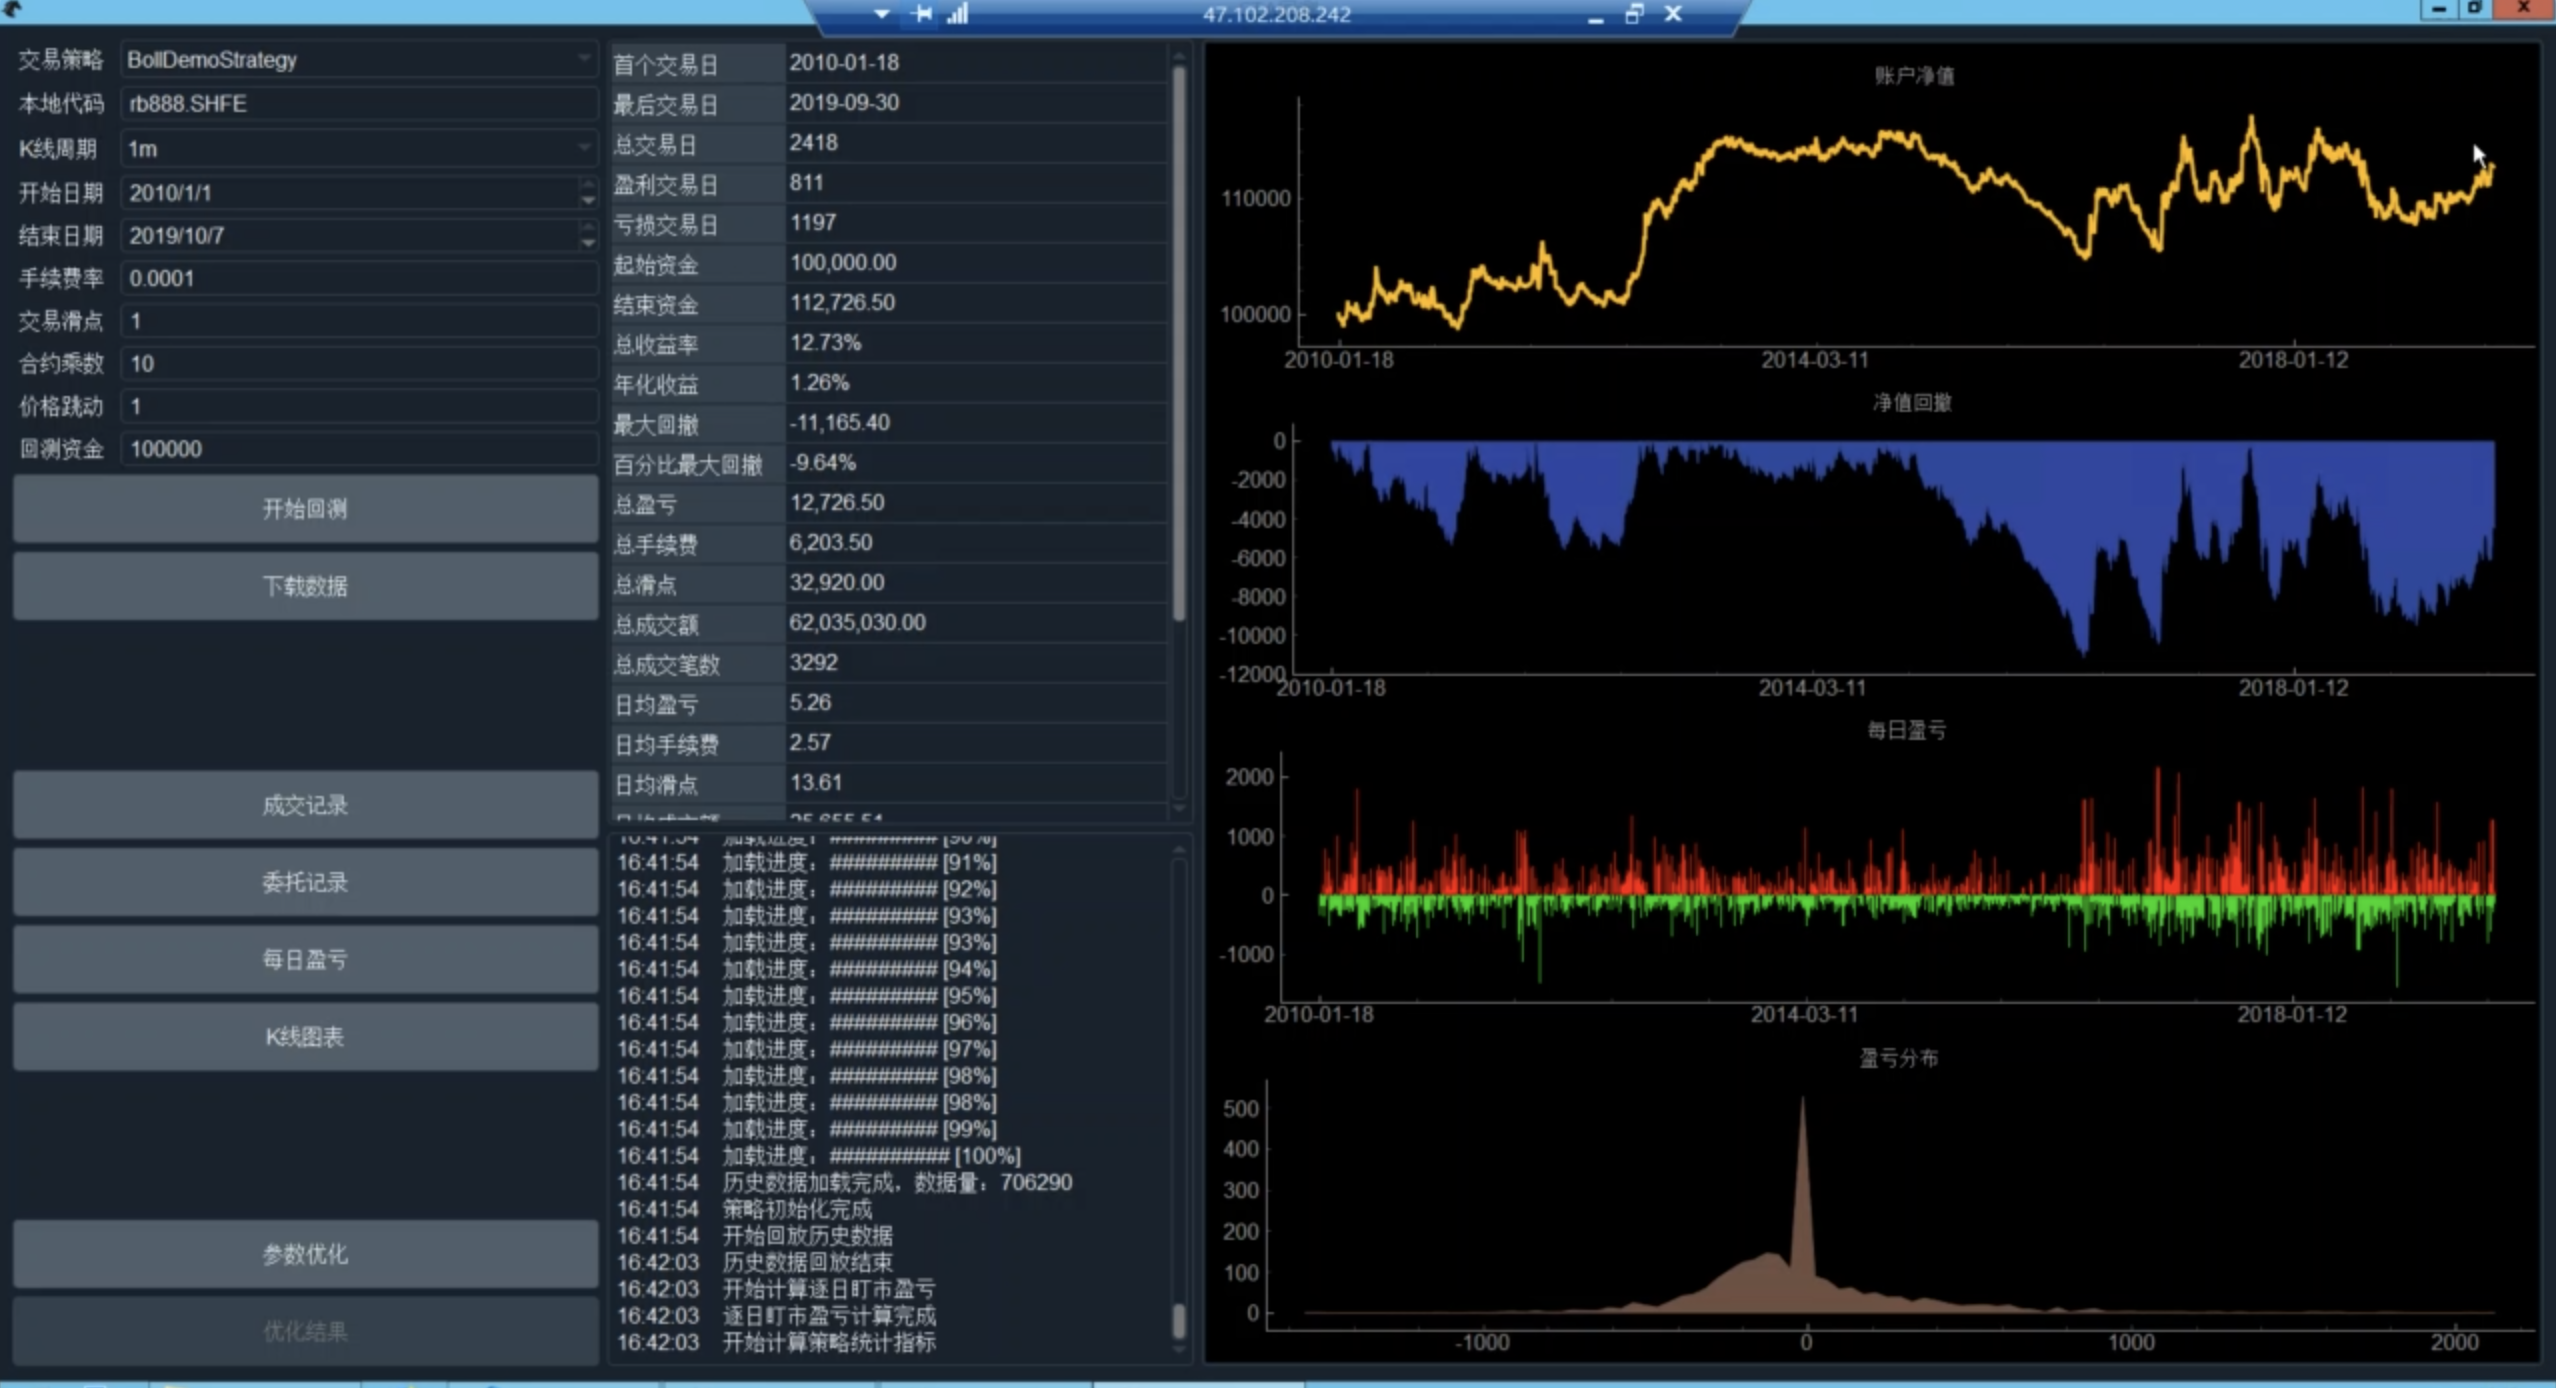 47.102.208.242
交易策略 BollDemoStrategy
本地代码 rb888.SHFE
K线周期 1m
开始日期 2010/1/1
结束日期 2019/10/7
手续费率 0.0001
交易滑点 1
合约乘数 10
价格跳动 1
回测资金 100000
开始回测
下载数据
成交记录
委托记录
每日盈亏
K线图表
参数优化
优化结果
首个交易日 2010-01-18
最后交易日 2019-09-30
总交易日 2418
盈利交易日 811
亏损交易日 1197
起始资金 100,000.00
结束资金 112,726.50
总收益率 12.73%
年化收益 1.26%
最大回撤 -11,165.40
百分比最大回撤 -9.64%
总盈亏 12,726.50
总手续费 6,203.50
总滑点 32,920.00
总成交额 62,035,030.00
总成交笔数 3292
日均盈亏 5.26
日均手续费 2.57
日均滑点 13.61
日均成交额 25,655.51
16:41:54 加载进度：######### [90%]
16:41:54 加载进度：######### [91%]
16:41:54 加载进度：######### [92%]
16:41:54 加载进度：######### [93%]
16:41:54 加载进度：######### [93%]
16:41:54 加载进度：######### [94%]
16:41:54 加载进度：######### [95%]
16:41:54 加载进度：######### [96%]
16:41:54 加载进度：######### [97%]
16:41:54 加载进度：######### [98%]
16:41:54 加载进度：######### [98%]
16:41:54 加载进度：######### [99%]
16:41:54 加载进度：########## [100%]
16:41:54 历史数据加载完成，数据量：706290
16:41:54 策略初始化完成
16:41:54 开始回放历史数据
16:42:03 历史数据回放结束
16:42:03 开始计算逐日盯市盈亏
16:42:03 逐日盯市盈亏计算完成
16:42:03 开始计算策略统计指标
账户净值
110000
100000
2010-01-18 2014-03-11 2018-01-12
净值回撤
0
-2000
-4000
-6000
-8000
-10000
-12000
2010-01-18 2014-03-11 2018-01-12
每日盈亏
2000
1000
0
-1000
2010-01-18 2014-03-11 2018-01-12
盈亏分布
500
400
300
200
100
0
-1000 0 1000 2000